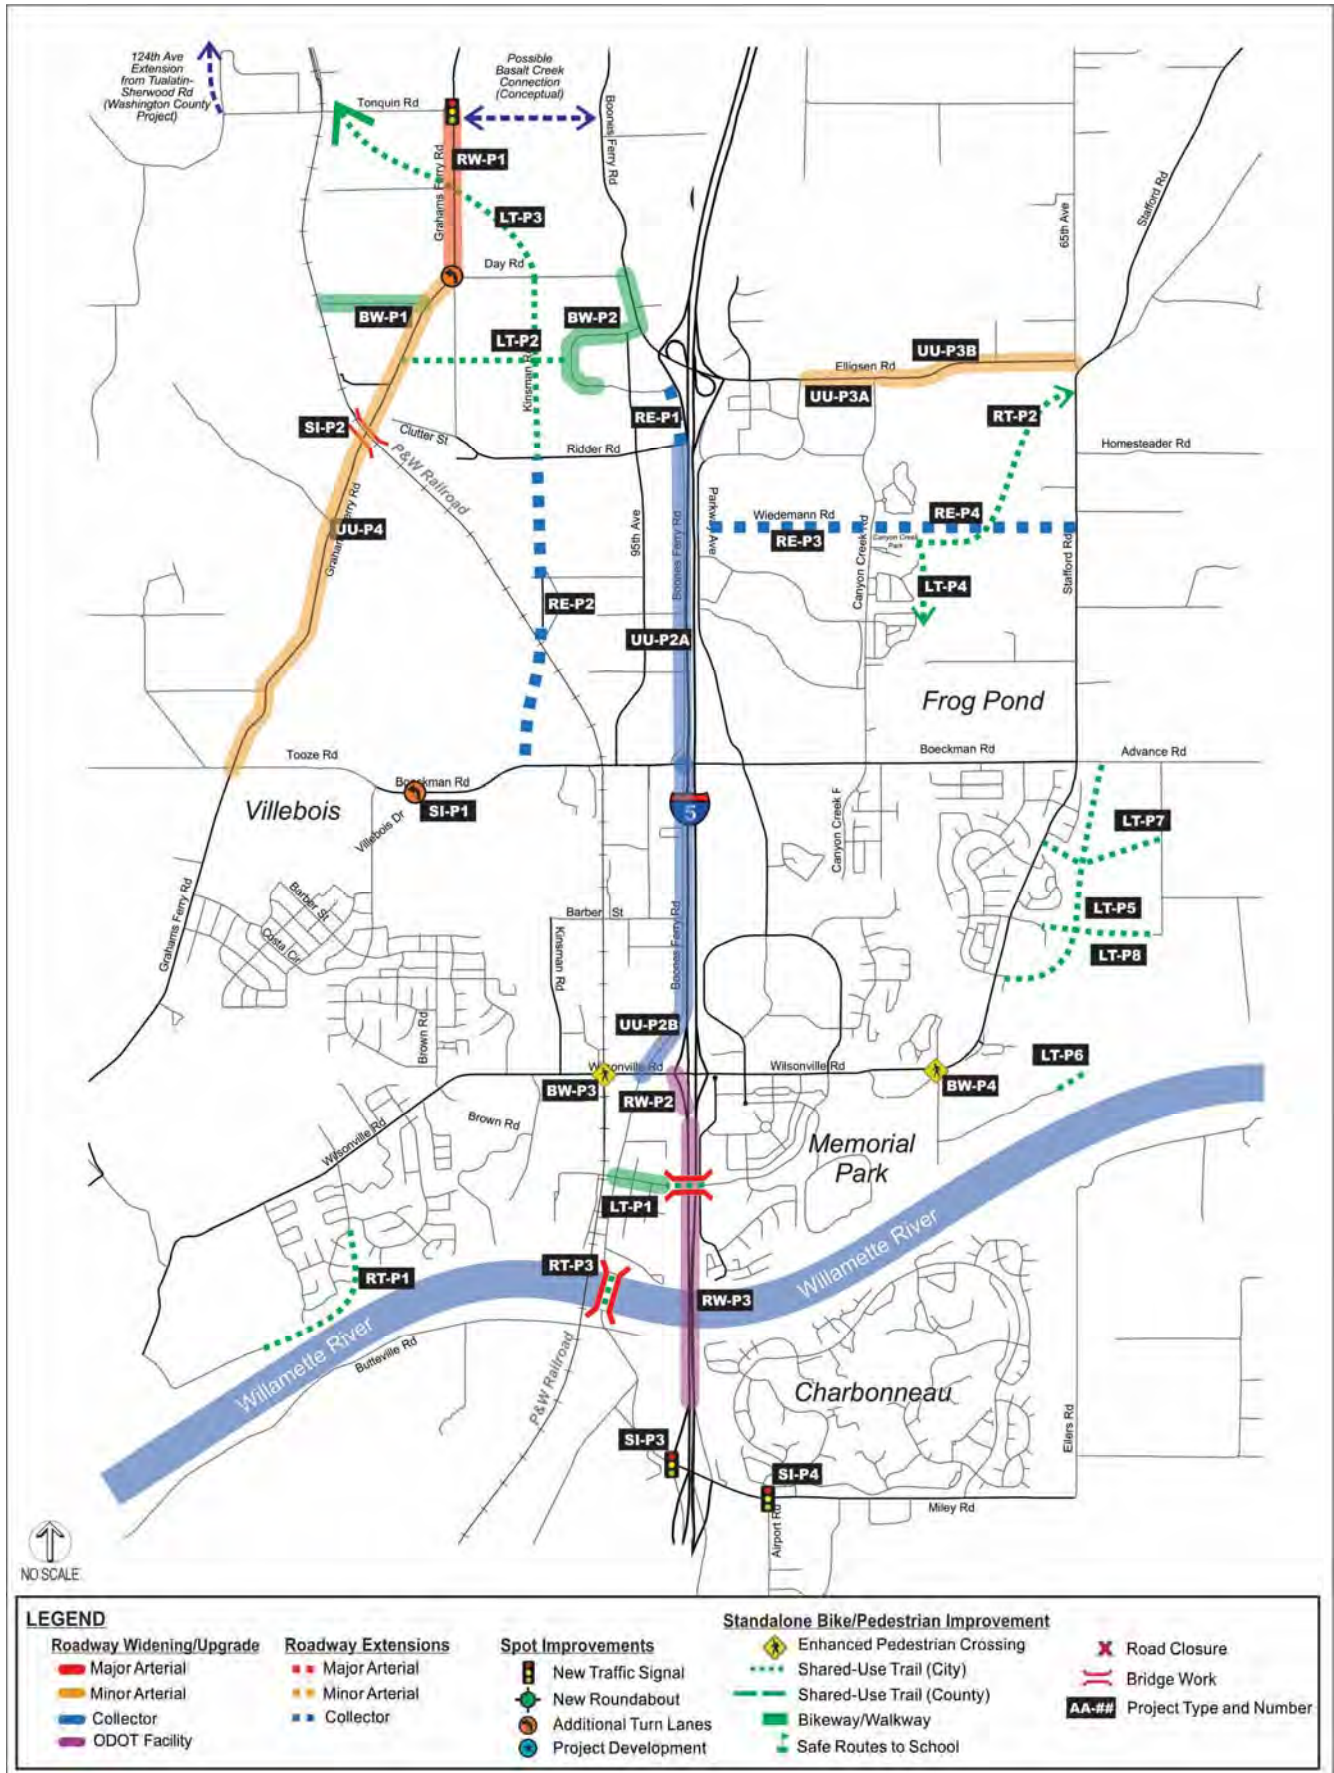 124th Ave
Extension
from Tualatin-
Sherwood Rd
(Washington County
Project)
Possible
Basalt Creek
Connection
(Conceptual)
Tonquin Rd
Boones Ferry Rd
RW-P1
Grahams Ferry Rd
LT-P3
Stafford Rd
65th Ave
Day Rd
BW-P1
BW-P2
LT-P2
UU-P3B
Elligsen Rd
UU-P3A
Kinsman R
RE-P1
RT-P2
SI-P2
Clutter St
Ridder Rd
Homesteader Rd
P&W Railroad
Parkway Ave
Wiedemann Rd
RE-P4
RE-P3
Canyon Creek
Park
UU-P4
Grahams Ferry Rd
95th Ave
Boones Ferry Rd
Canyon Creek Rd
Stafford Rd
LT-P4
RE-P2
UU-P2A
Frog Pond
Tooze Rd
Boeckman Rd
Advance Rd
Boeckman Rd
SI-P1
5
Villebois
Villebois Dr
Canyon Creek F
LT-P7
Grahams Ferry Rd
Barber St
Costa Cir
Barber St
Boones Ferry Rd
LT-P5
LT-P8
Kinsman Rd
Brown Rd
UU-P2B
Wilsonville Rd
Wilsonville Rd
LT-P6
BW-P3
RW-P2
BW-P4
Brown Rd
Wilsonville Rd
Memorial
Park
LT-P1
RT-P3
RT-P1
Willamette River
RW-P3
Willamette River
Butteville Rd
P&W Railroad
Charbonneau
SI-P3
SI-P4
Eilers Rd
Miley Rd
Airport Rd
NO SCALE
LEGEND
Roadway Widening/Upgrade
Major Arterial
Minor Arterial
Collector
ODOT Facility
Roadway Extensions
Major Arterial
Minor Arterial
Collector
Spot Improvements
New Traffic Signal
New Roundabout
Additional Turn Lanes
Project Development
Standalone Bike/Pedestrian Improvement
Enhanced Pedestrian Crossing
Shared-Use Trail (City)
Shared-Use Trail (County)
Bikeway/Walkway
Safe Routes to School
Road Closure
Bridge Work
AA-## Project Type and Number